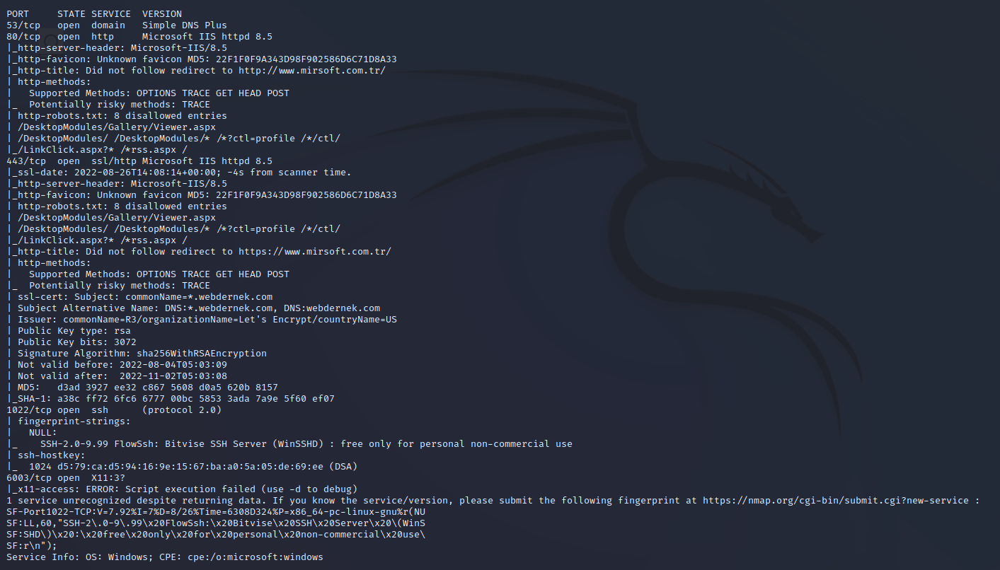 PORT     STATE SERVICE  VERSION
53/tcp   open  domain   Simple DNS Plus
80/tcp   open  http     Microsoft IIS httpd 8.5
|_http-server-header: Microsoft-IIS/8.5
|_http-favicon: Unknown favicon MD5: 22F1F0F9A343D98F902586D6C71D8A33
|_http-title: Did not follow redirect to http://www.mirsoft.com.tr/
| http-methods:
|   Supported Methods: OPTIONS TRACE GET HEAD POST
|_  Potentially risky methods: TRACE
| http-robots.txt: 8 disallowed entries
| /DesktopModules/Gallery/Viewer.aspx
| /DesktopModules/ /DesktopModules/* /*?ctl=profile /*/ctl/
|_/LinkClick.aspx?* /*rss.aspx /
443/tcp  open  ssl/http Microsoft IIS httpd 8.5
|_ssl-date: 2022-08-26T14:08:14+00:00; -4s from scanner time.
|_http-server-header: Microsoft-IIS/8.5
|_http-favicon: Unknown favicon MD5: 22F1F0F9A343D98F902586D6C71D8A33
| http-robots.txt: 8 disallowed entries
| /DesktopModules/Gallery/Viewer.aspx
| /DesktopModules/ /DesktopModules/* /*?ctl=profile /*/ctl/
|_/LinkClick.aspx?* /*rss.aspx /
|_http-title: Did not follow redirect to https://www.mirsoft.com.tr/
| http-methods:
|   Supported Methods: OPTIONS TRACE GET HEAD POST
|_  Potentially risky methods: TRACE
| ssl-cert: Subject: commonName=*.webdernek.com
| Subject Alternative Name: DNS:*.webdernek.com, DNS:webdernek.com
| Issuer: commonName=R3/organizationName=Let's Encrypt/countryName=US
| Public Key type: rsa
| Public Key bits: 3072
| Signature Algorithm: sha256WithRSAEncryption
| Not valid before: 2022-08-04T05:03:09
| Not valid after:  2022-11-02T05:03:08
| MD5:   d3ad 3927 ee32 c867 5608 d0a5 620b 8157
|_SHA-1: a38c ff72 6fc6 6777 00bc 5853 3ada 7a9e 5f60 ef07
1022/tcp open  ssh      (protocol 2.0)
| fingerprint-strings:
|   NULL:
|_    SSH-2.0-9.99 FlowSsh: Bitvise SSH Server (WinSSHD) : free only for personal non-commercial use
| ssh-hostkey:
|_  1024 d5:79:ca:d5:94:16:9e:15:67:ba:a0:5a:05:de:69:ee (DSA)
6003/tcp open  X11:3?
|_x11-access: ERROR: Script execution failed (use -d to debug)
1 service unrecognized despite returning data. If you know the service/version, please submit the following fingerprint at https://nmap.org/cgi-bin/submit.cgi?new-service :
SF-Port1022-TCP:V=7.92%I=7%D=8/26%Time=6308D324%P=x86_64-pc-linux-gnu%r(NU
SF:LL,60,"SSH-2\.0-9\.99\x20FlowSsh:\x20Bitvise\x20SSH\x20Server\x20\(WinS
SF:SHD\)\x20:\x20free\x20only\x20for\x20personal\x20non-commercial\x20use\
SF:r\n");
Service Info: OS: Windows; CPE: cpe:/o:microsoft:windows